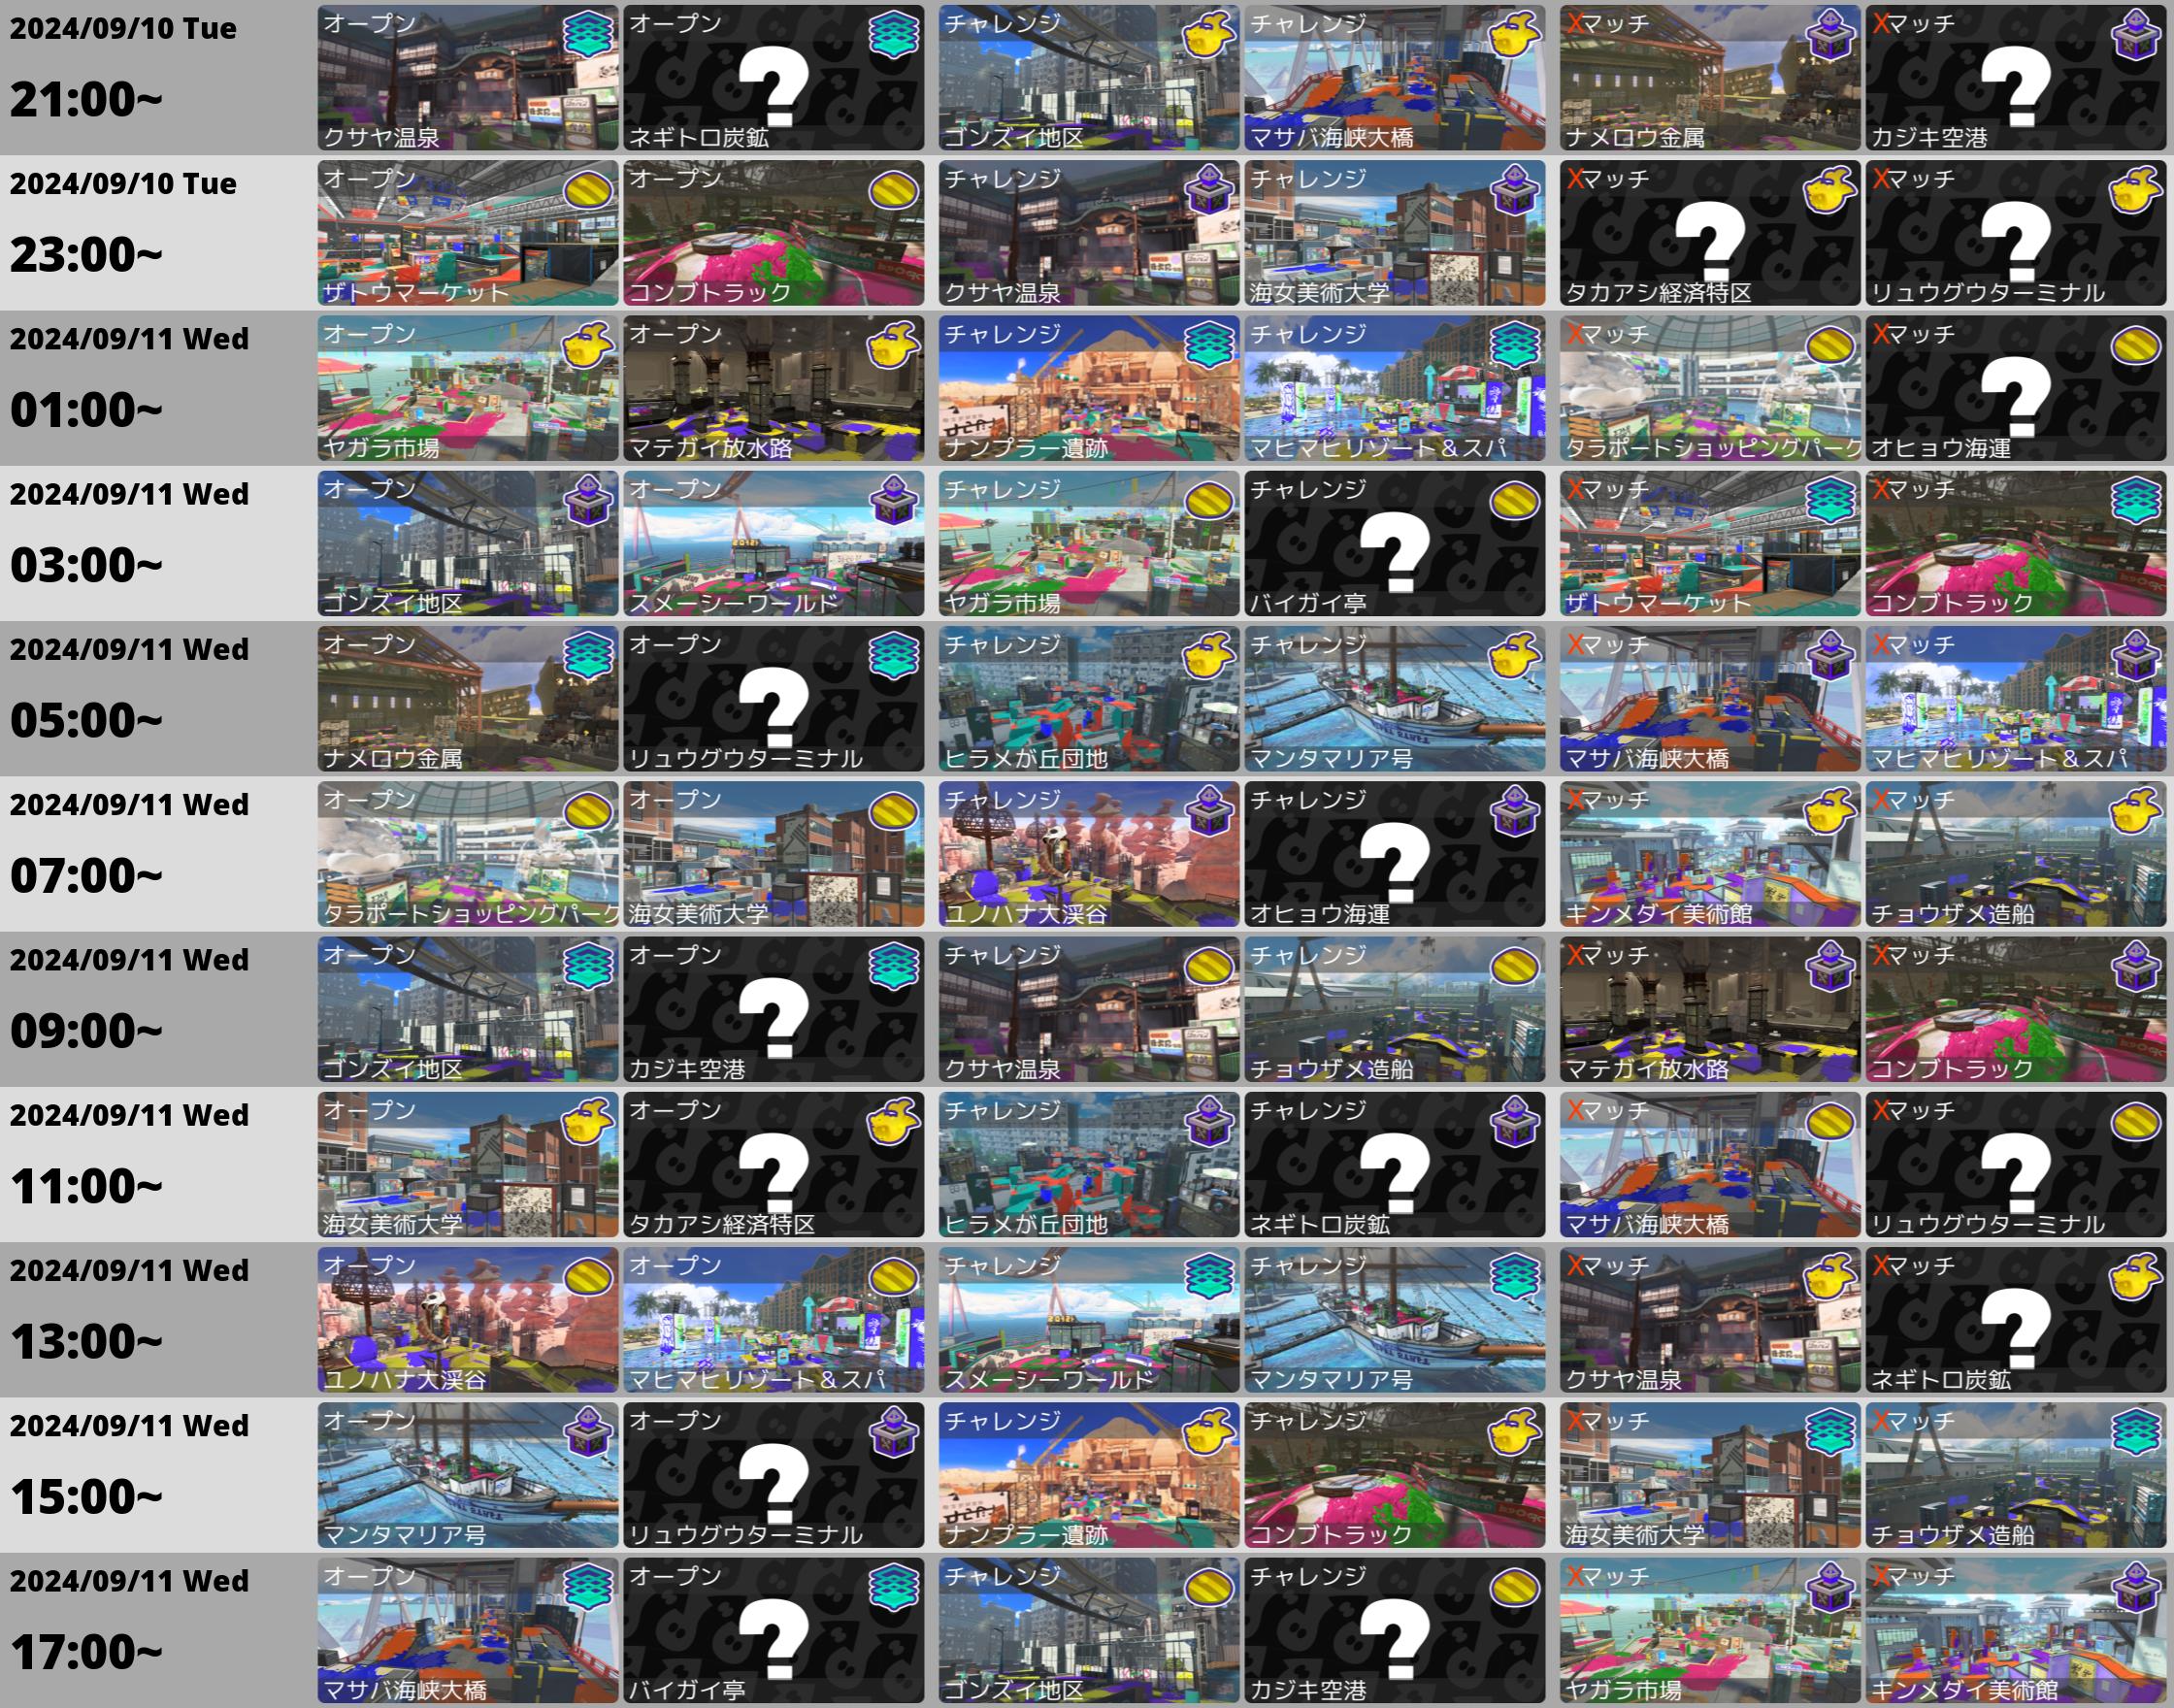 2024/09/10 Tue
21:00~
オープン
クサヤ温泉
オープン
ネギトロ炭鉱
チャレンジ
ゴンズイ地区
チャレンジ
マサバ海峡大橋
Xマッチ
ナメロウ金属
Xマッチ
カジキ空港
2024/09/10 Tue
23:00~
オープン
ザトウマーケット
オープン
コンブトラック
チャレンジ
クサヤ温泉
チャレンジ
海女美術大学
Xマッチ
タカアシ経済特区
Xマッチ
リュウグウターミナル
2024/09/11 Wed
01:00~
オープン
ヤガラ市場
オープン
マテガイ放水路
チャレンジ
ナンプラー遺跡
チャレンジ
マヒマヒリゾート＆スパ
Xマッチ
タラポートショッピングパーク
Xマッチ
オヒョウ海運
2024/09/11 Wed
03:00~
オープン
ゴンズイ地区
オープン
スメーシーワールド
チャレンジ
ヤガラ市場
チャレンジ
バイガイ亭
Xマッチ
ザトウマーケット
Xマッチ
コンブトラック
2024/09/11 Wed
05:00~
オープン
ナメロウ金属
オープン
リュウグウターミナル
チャレンジ
ヒラメが丘団地
チャレンジ
マンタマリア号
Xマッチ
マサバ海峡大橋
Xマッチ
マヒマヒリゾート＆スパ
2024/09/11 Wed
07:00~
オープン
タラポートショッピングパーク
オープン
海女美術大学
チャレンジ
ユノハナ大渓谷
チャレンジ
オヒョウ海運
Xマッチ
キンメダイ美術館
Xマッチ
チョウザメ造船
2024/09/11 Wed
09:00~
オープン
ゴンズイ地区
オープン
カジキ空港
チャレンジ
クサヤ温泉
チャレンジ
チョウザメ造船
Xマッチ
マテガイ放水路
Xマッチ
コンブトラック
2024/09/11 Wed
11:00~
オープン
海女美術大学
オープン
タカアシ経済特区
チャレンジ
ヒラメが丘団地
チャレンジ
ネギトロ炭鉱
Xマッチ
マサバ海峡大橋
Xマッチ
リュウグウターミナル
2024/09/11 Wed
13:00~
オープン
ユノハナ大渓谷
オープン
マヒマヒリゾート＆スパ
チャレンジ
スメーシーワールド
チャレンジ
マンタマリア号
Xマッチ
クサヤ温泉
Xマッチ
ネギトロ炭鉱
2024/09/11 Wed
15:00~
オープン
マンタマリア号
オープン
リュウグウターミナル
チャレンジ
ナンプラー遺跡
チャレンジ
コンブトラック
Xマッチ
海女美術大学
Xマッチ
チョウザメ造船
2024/09/11 Wed
17:00~
オープン
マサバ海峡大橋
オープン
バイガイ亭
チャレンジ
ゴンズイ地区
チャレンジ
カジキ空港
Xマッチ
ヤガラ市場
Xマッチ
キンメダイ美術館